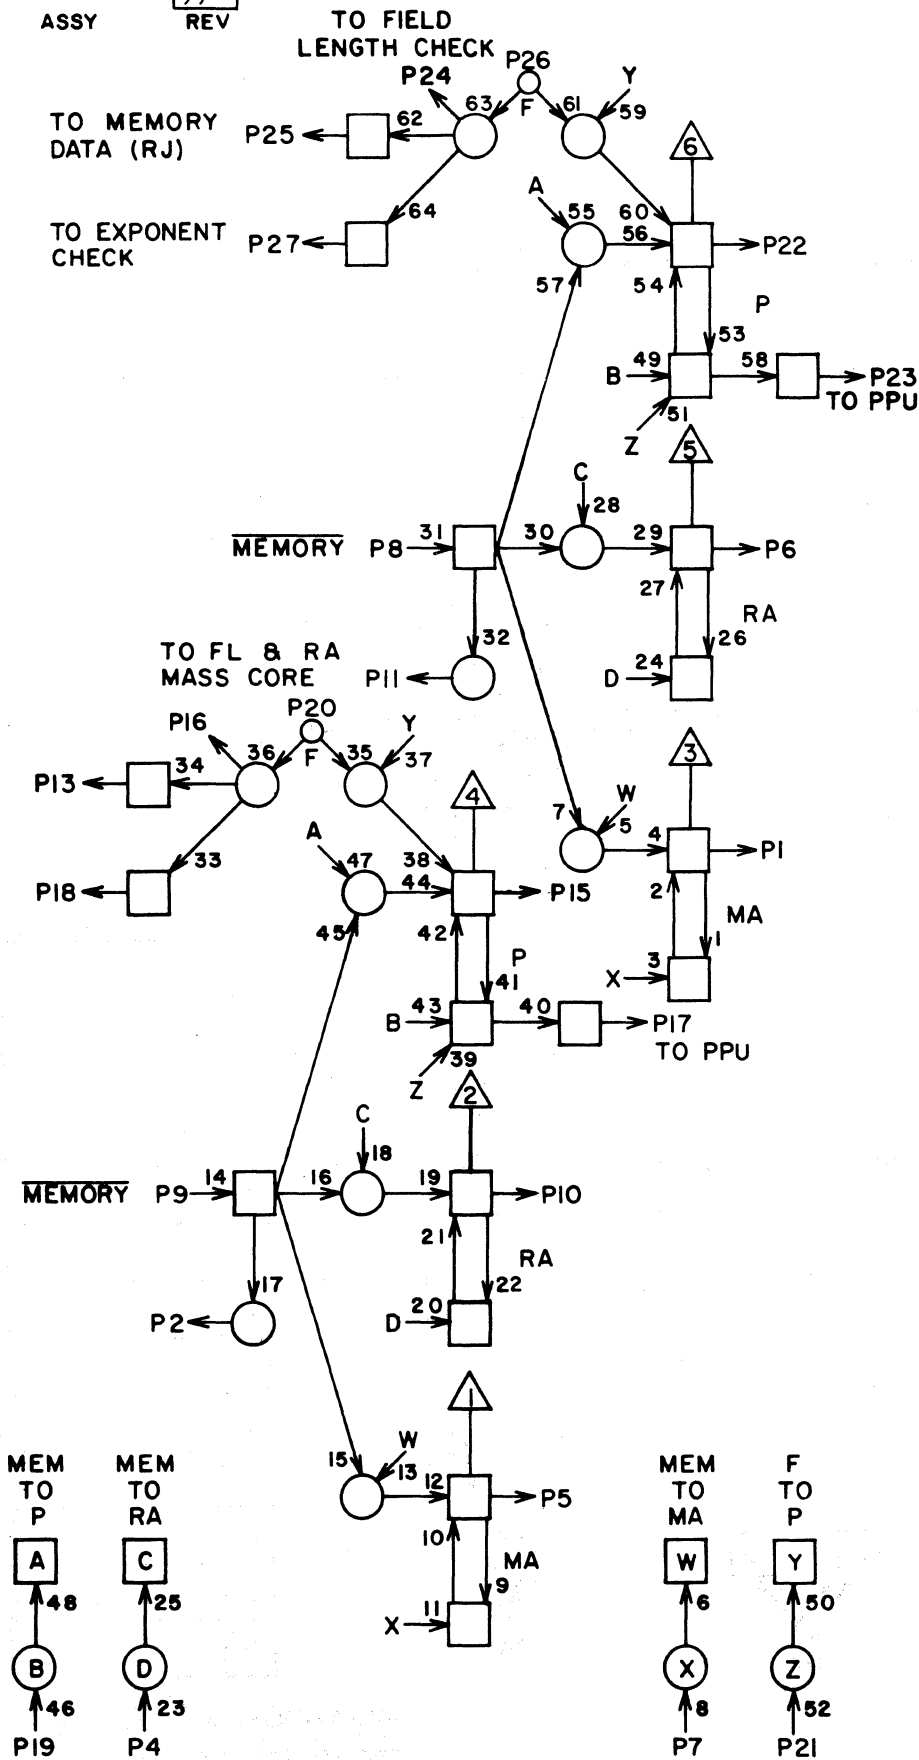 ASSY REV
TO FIELD
LENGTH CHECK
P26
P24
Y
63
F
61
59
TO MEMORY
DATA (RJ)
P25
62
6
A
55
60
64
56
TO EXPONENT
CHECK
P27
P22
57
54
P
53
B
49
58
P23
TO PPU
51
Z
5
C
28
MEMORY
P8
31
30
29
P6
27
RA
26
32
TO FL & RA
MASS CORE
P11
D
24
P20
P16
Y
36
F
35
37
3
P13
34
4
W
7
5
4
P1
A
47
38
33
P18
44
P15
2
MA
1
45
42
P
41
X
3
B
43
40
P17
TO PPU
39
Z
2
C
18
MEMORY
P9
14
16
19
P10
21
RA
22
17
P2
D
20
1
W
15
13
12
P5
10
MA
9
X
11
MEM
TO
P
A
48
B
46
P19
MEM
TO
RA
C
25
D
23
P4
MEM
TO
MA
W
6
X
8
P7
F
TO
P
Y
50
Z
52
P21